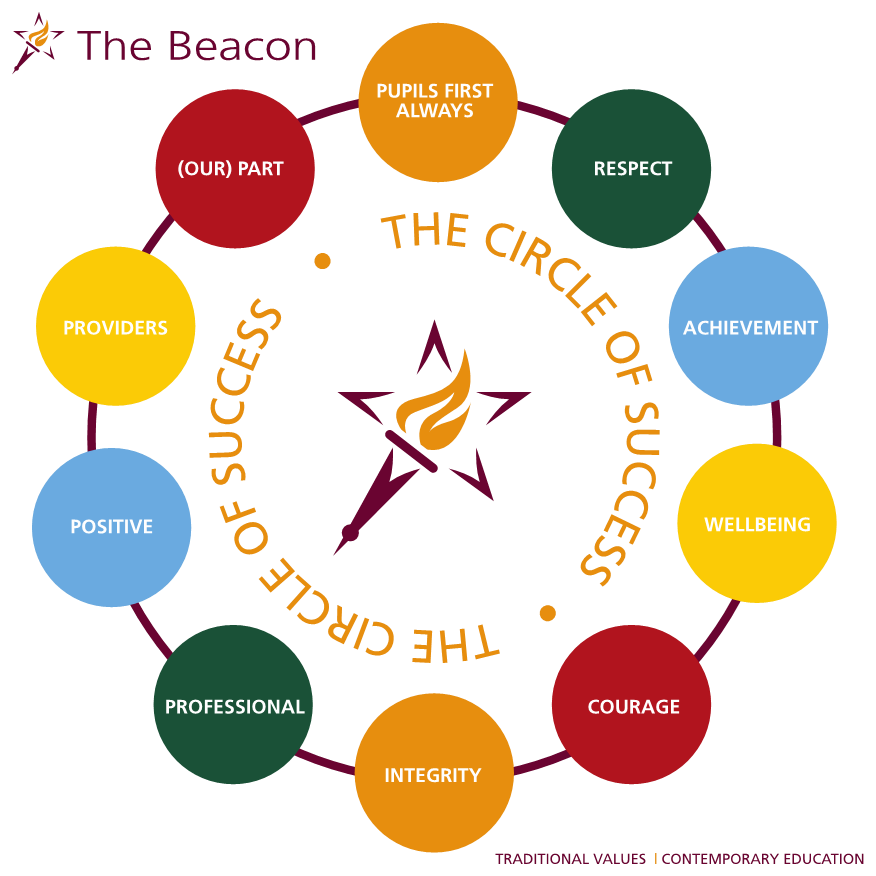 The Beacon
PUPILS FIRST
ALWAYS
RESPECT
ACHIEVEMENT
WELLBEING
COURAGE
INTEGRITY
PROFESSIONAL
POSITIVE
PROVIDERS
(OUR) PART
THE CIRCLE OF SUCCESS •
THE CIRCLE OF SUCCESS •
TRADITIONAL VALUES | CONTEMPORARY EDUCATION